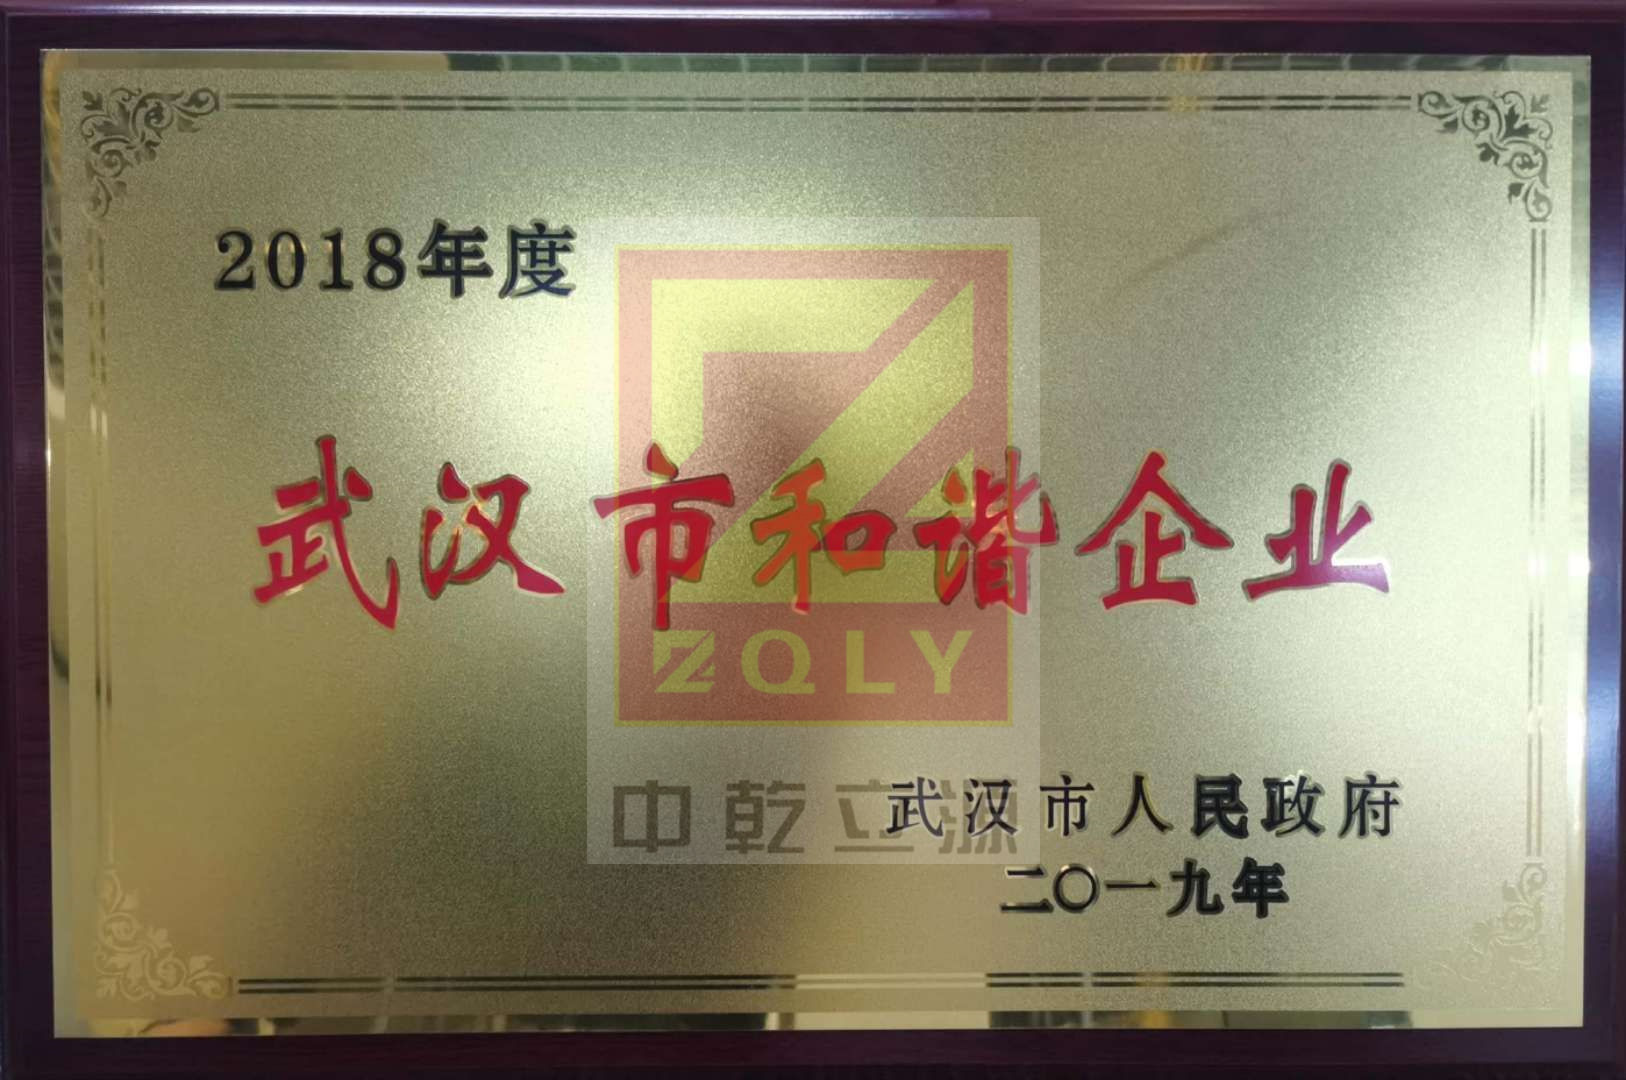 2018年度
武汉市和谐企业
ZQLY
中乾立源
武汉市人民政府
二〇一九年